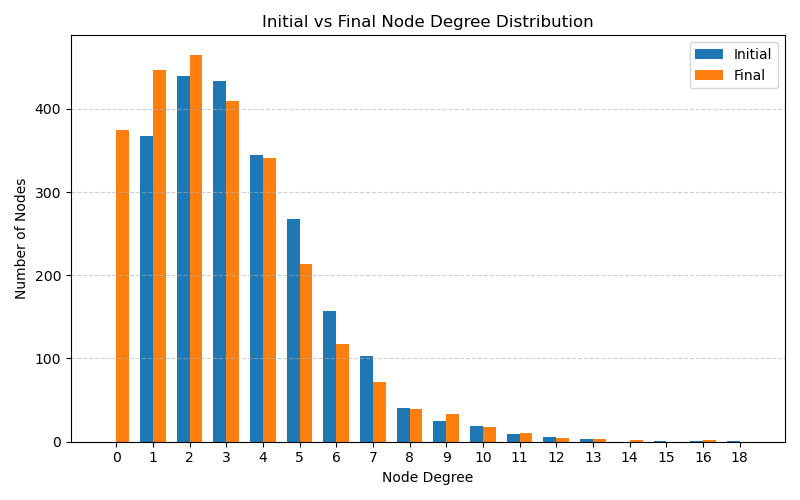 Initial vs Final Node Degree Distribution
Initial
Final
Number of Nodes
400
300
200
100
0
0 1 2 3 4 5 6 7 8 9 10 11 12 13 14 15 16 18
Node Degree